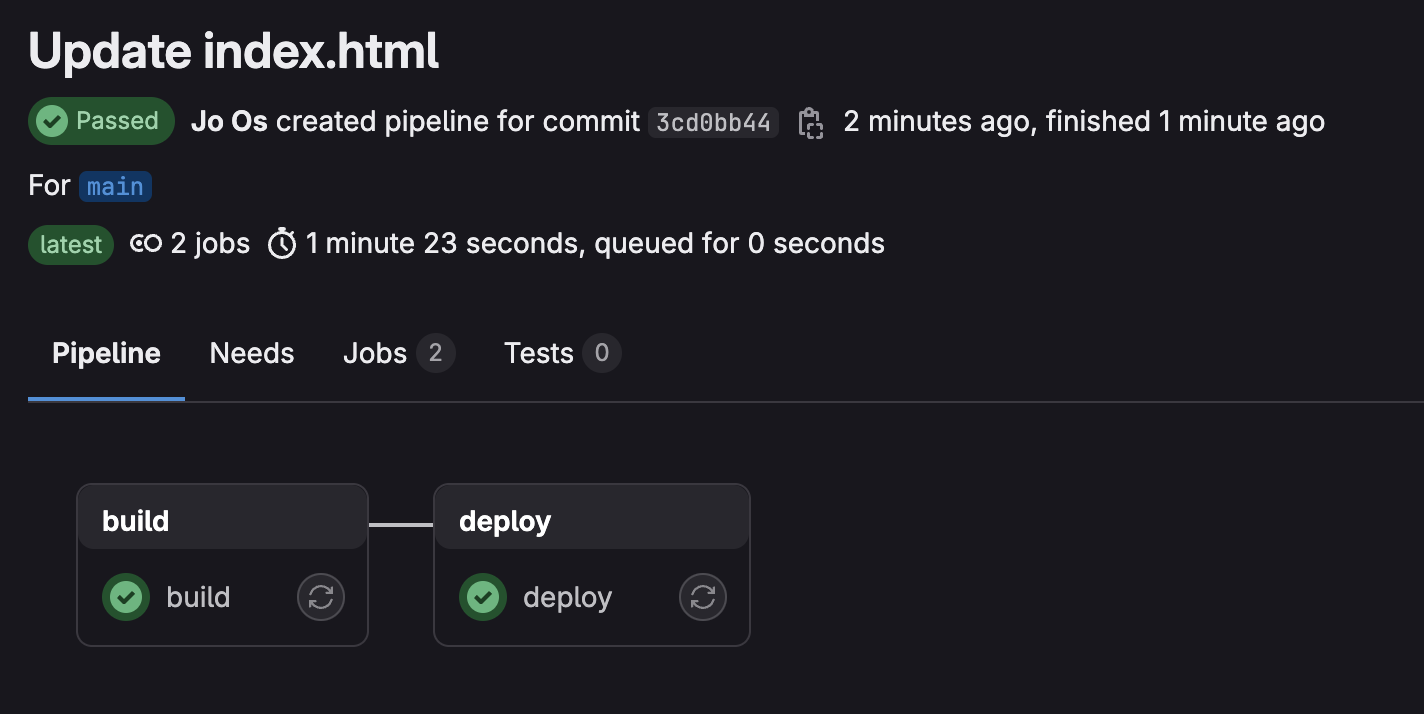 Update index.html
Passed Jo Os created pipeline for commit 3cd0bb44 2 minutes ago, finished 1 minute ago
For main
latest 2 jobs 1 minute 23 seconds, queued for 0 seconds
Pipeline Needs Jobs 2 Tests 0
build deploy
build deploy